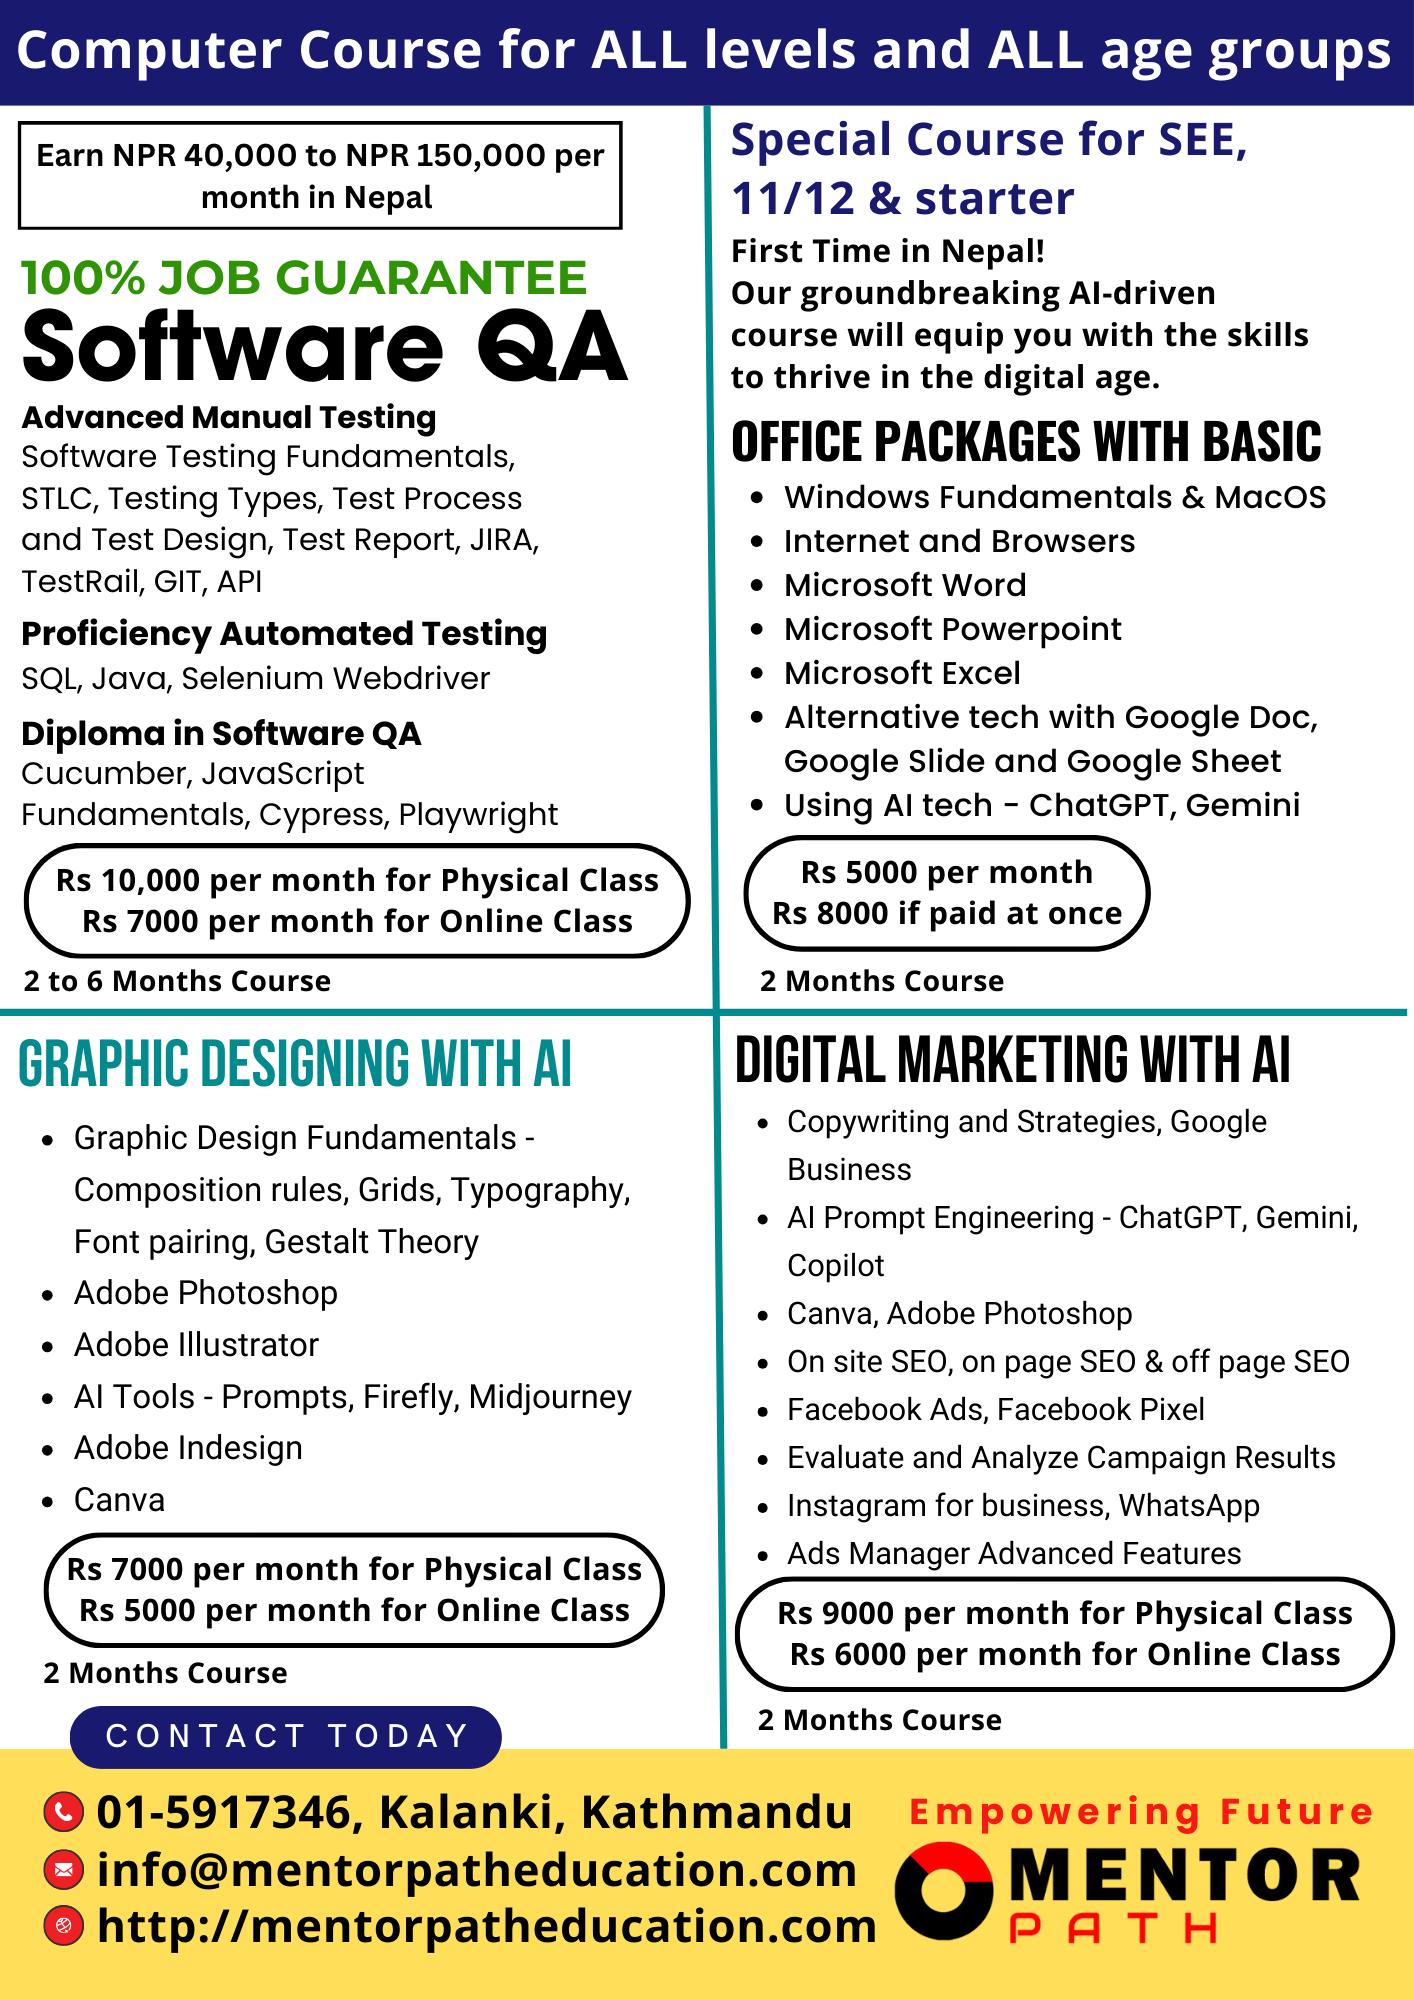 Computer Course for ALL levels and ALL age groups
Earn NPR 40,000 to NPR 150,000 per
month in Nepal
100% JOB GUARANTEE
Software QA
Advanced Manual Testing
Software Testing Fundamentals,
STLC, Testing Types, Test Process
and Test Design, Test Report, JIRA,
TestRail, GIT, API
Proficiency Automated Testing
SQL, Java, Selenium Webdriver
Diploma in Software QA
Cucumber, JavaScript
Fundamentals, Cypress, Playwright
Rs 10,000 per month for Physical Class
Rs 7000 per month for Online Class
2 to 6 Months Course
Special Course for SEE,
11/12 & starter
First Time in Nepal!
Our groundbreaking AI-driven
course will equip you with the skills
to thrive in the digital age.
OFFICE PACKAGES WITH BASIC
• Windows Fundamentals & MacOS
• Internet and Browsers
• Microsoft Word
• Microsoft Powerpoint
• Microsoft Excel
• Alternative tech with Google Doc,
Google Slide and Google Sheet
• Using AI tech - ChatGPT, Gemini
Rs 5000 per month
Rs 8000 if paid at once
2 Months Course
GRAPHIC DESIGNING WITH AI
• Graphic Design Fundamentals -
Composition rules, Grids, Typography,
Font pairing, Gestalt Theory
• Adobe Photoshop
• Adobe Illustrator
• AI Tools - Prompts, Firefly, Midjourney
• Adobe Indesign
• Canva
Rs 7000 per month for Physical Class
Rs 5000 per month for Online Class
2 Months Course
DIGITAL MARKETING WITH AI
• Copywriting and Strategies, Google
Business
• AI Prompt Engineering - ChatGPT, Gemini,
Copilot
• Canva, Adobe Photoshop
• On site SEO, on page SEO & off page SEO
• Facebook Ads, Facebook Pixel
• Evaluate and Analyze Campaign Results
• Instagram for business, WhatsApp
• Ads Manager Advanced Features
Rs 9000 per month for Physical Class
Rs 6000 per month for Online Class
2 Months Course
CONTACT TODAY
01-5917346, Kalanki, Kathmandu
info@mentorpatheducation.com
http://mentorpatheducation.com
Empowering Future
MENTOR
PATH